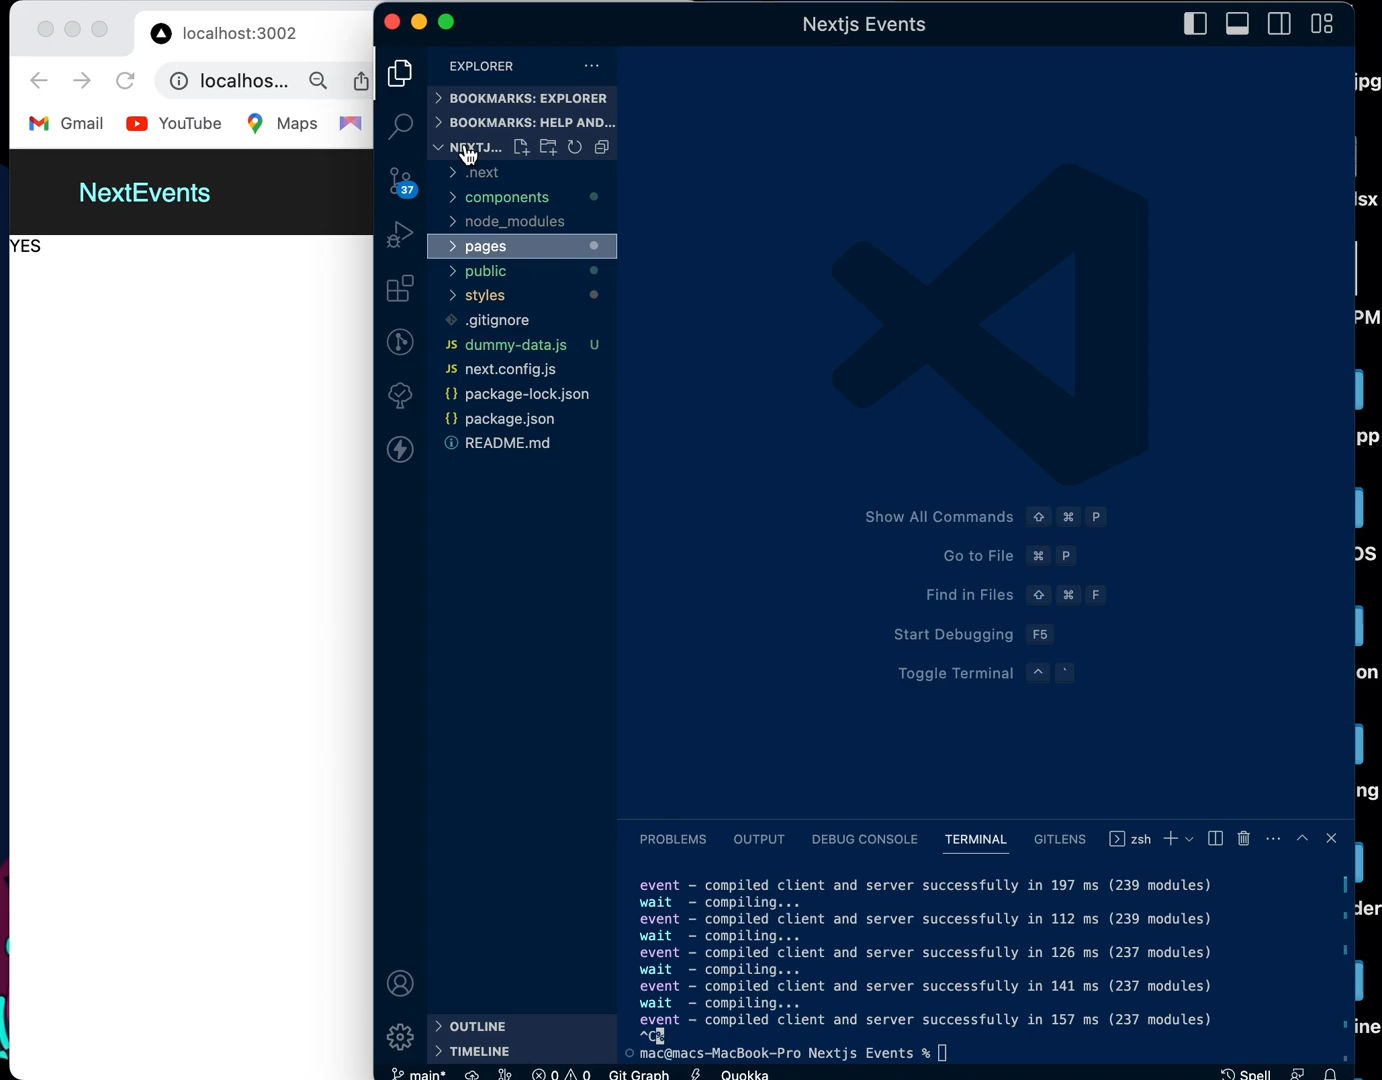 localhost:3002
localhos...
Gmail YouTube Maps
NextEvents
YES
Nextjs Events
EXPLORER
BOOKMARKS: EXPLORER
BOOKMARKS: HELP AND...
NEXTJ...
.next
components
node_modules
pages
public
styles
.gitignore
JS dummy-data.js U
JS next.config.js
{} package-lock.json
{} package.json
README.md
37
OUTLINE
TIMELINE
Show All Commands ⇧ ⌘ P
Go to File ⌘ P
Find in Files ⇧ ⌘ F
Start Debugging F5
Toggle Terminal ^ `
PROBLEMS OUTPUT DEBUG CONSOLE TERMINAL GITLENS zsh
event - compiled client and server successfully in 197 ms (239 modules)
wait - compiling...
event - compiled client and server successfully in 112 ms (239 modules)
wait - compiling...
event - compiled client and server successfully in 126 ms (237 modules)
wait - compiling...
event - compiled client and server successfully in 141 ms (237 modules)
wait - compiling...
event - compiled client and server successfully in 157 ms (237 modules)
^C%
mac@macs-MacBook-Pro Nextjs Events %
main* 0 0 Git Graph Quokka Spell
jpg
lsx
PM
pp
OS
on
ng
der
ine